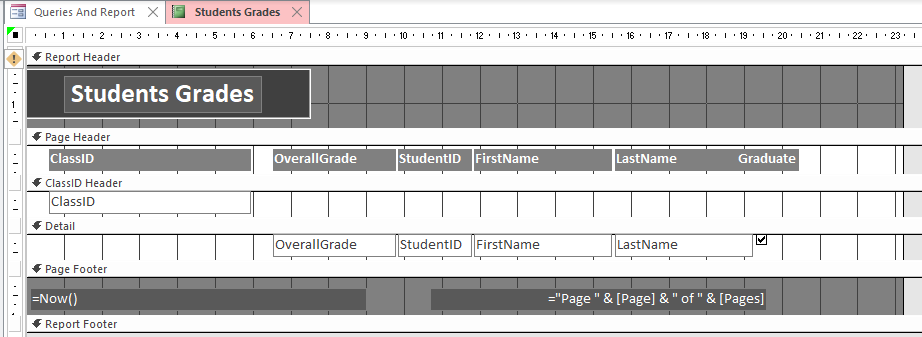 Queries And Report Students Grades
1 2 3 4 5 6 7 8 9 10 11 12 13 14 15 16 17 18 19 20 21 22 23
Report Header
1
Students Grades
Page Header
ClassID OverallGrade StudentID FirstName LastName Graduate
ClassID Header
ClassID
Detail
OverallGrade StudentID FirstName LastName
Page Footer
=Now() ="Page " & [Page] & " of " & [Pages]
Report Footer